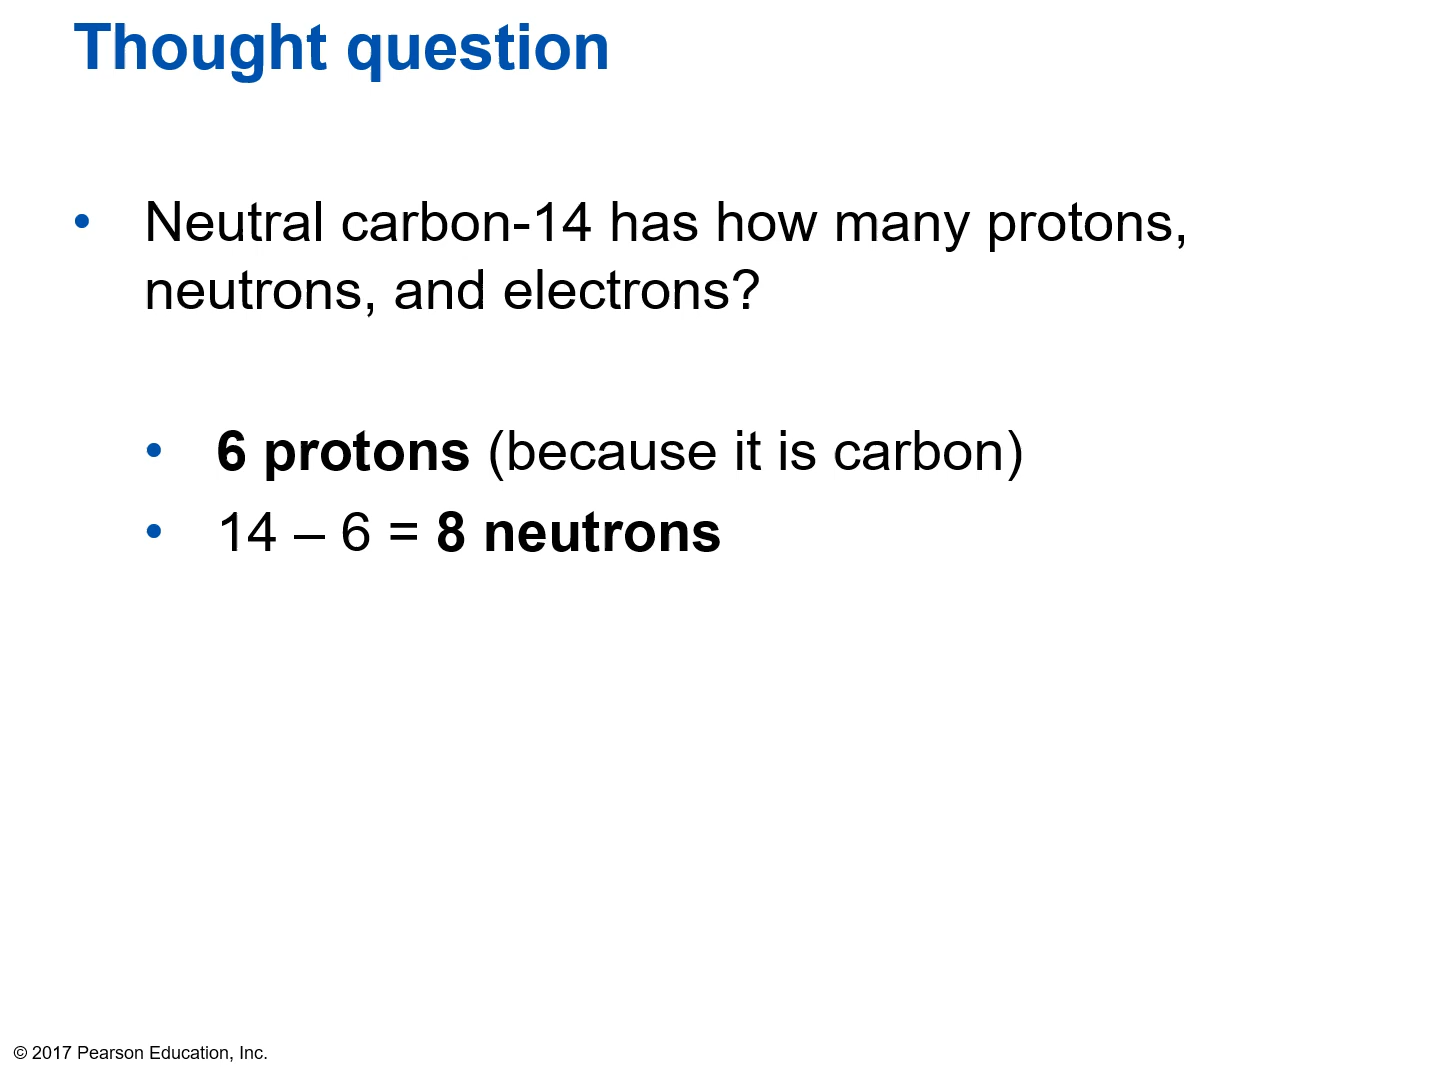 Thought question
• Neutral carbon-14 has how many protons,
neutrons, and electrons?
• 6 protons (because it is carbon)
• 14 – 6 = 8 neutrons
© 2017 Pearson Education, Inc.